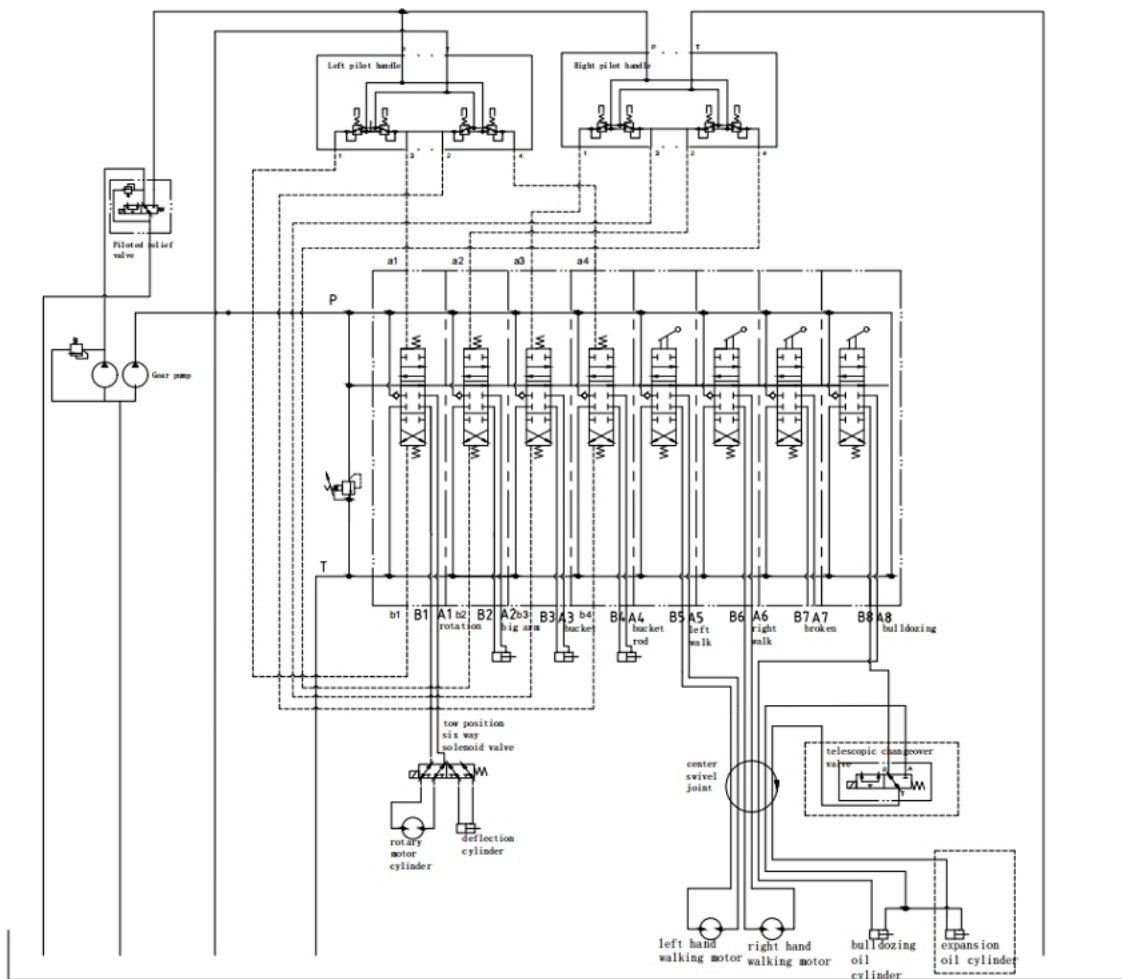 P T
Left pilot handle
1 3 2 4
P T
Right pilot handle
1 3 2 4
Piloted relief
valve
a1 a2 a3 a4
P
Gear pump
T
b1 B1 A1 b2 B2 A2 b3 B3 A3 b4 B4 A4 B5 A5 B6 A6 B7 A7 B8 A8
rotation
big arm
bucket
bucket
rod
left
walk
right
walk
broken
bulldozing
tow position
six way
solenoid valve
center
swivel
joint
telescopic changeover
valve
A
T
rotary
motor
cylinder
deflection
cylinder
left hand
walking motor
right hand
walking motor
bulldozing
oil
cylinder
expansion
oil cylinder